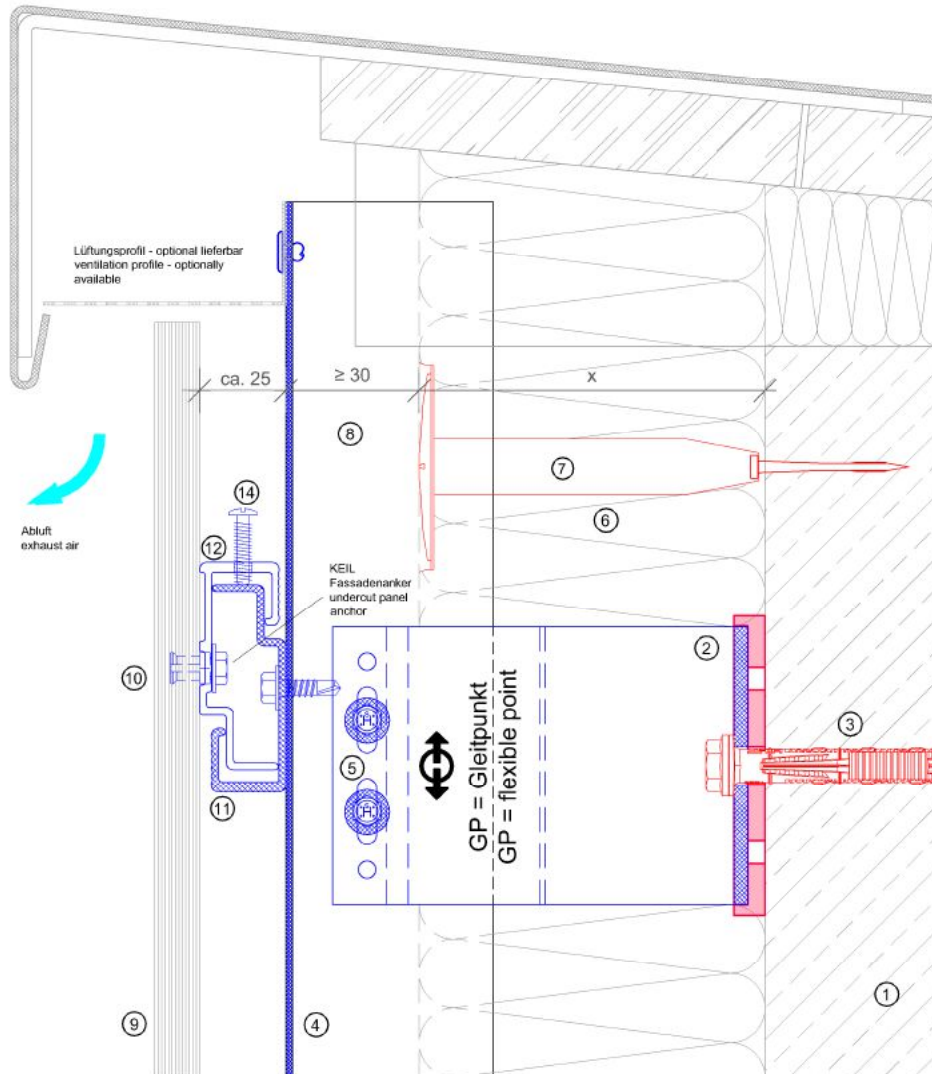 Lüftungsprofil - optional lieferbar
ventilation profile - optionally
available
ca. 25
≥ 30
x
8
7
14
6
Abluft
exhaust air
12
KEIL
Fassadenanker
undercut panel
anchor
2
10
3
GP = Gleitpunkt
GP = flexible point
5
11
1
9
4